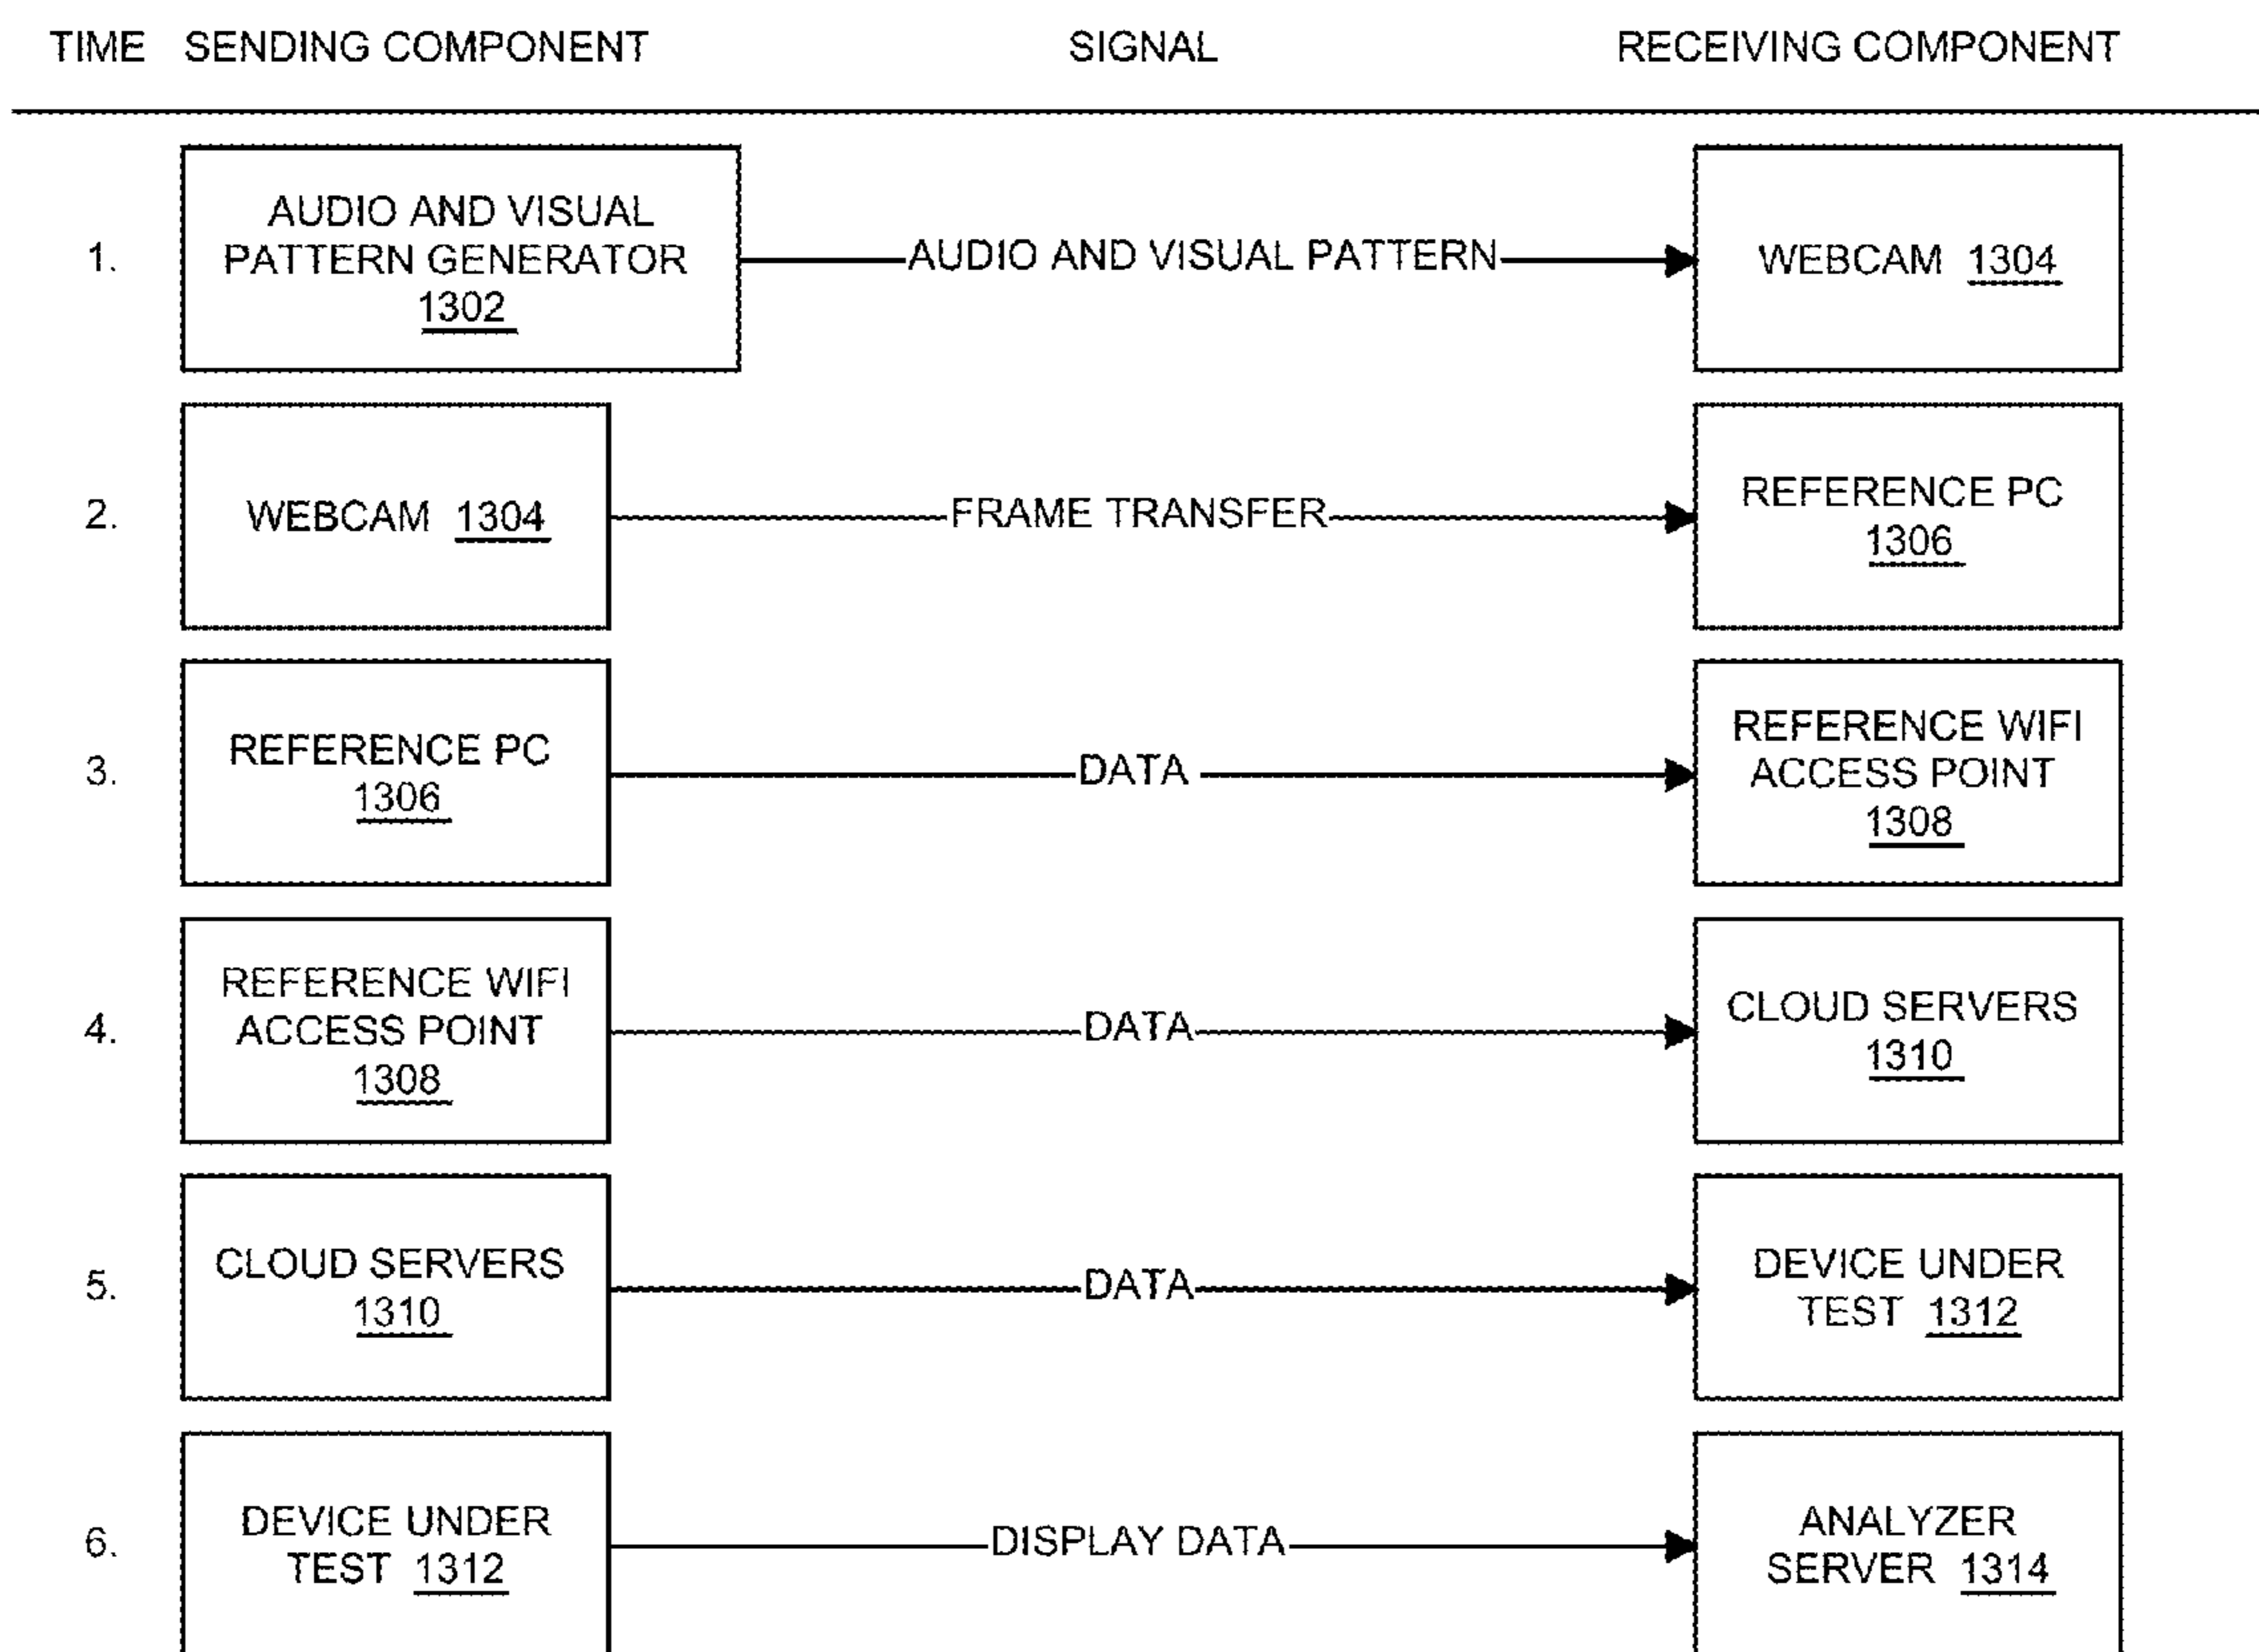 TIME SENDING COMPONENT SIGNAL RECEIVING COMPONENT
AUDIO AND VISUAL
PATTERN GENERATOR
1302
1.
AUDIO AND VISUAL PATTERN
WEBCAM 1304
2.
WEBCAM 1304
FRAME TRANSFER
REFERENCE PC
1306
3.
REFERENCE PC
1306
DATA
REFERENCE WIFI
ACCESS POINT
1308
4.
REFERENCE WIFI
ACCESS POINT
1308
DATA
CLOUD SERVERS
1310
5.
CLOUD SERVERS
1310
DATA
DEVICE UNDER
TEST 1312
6.
DEVICE UNDER
TEST 1312
DISPLAY DATA
ANALYZER
SERVER 1314